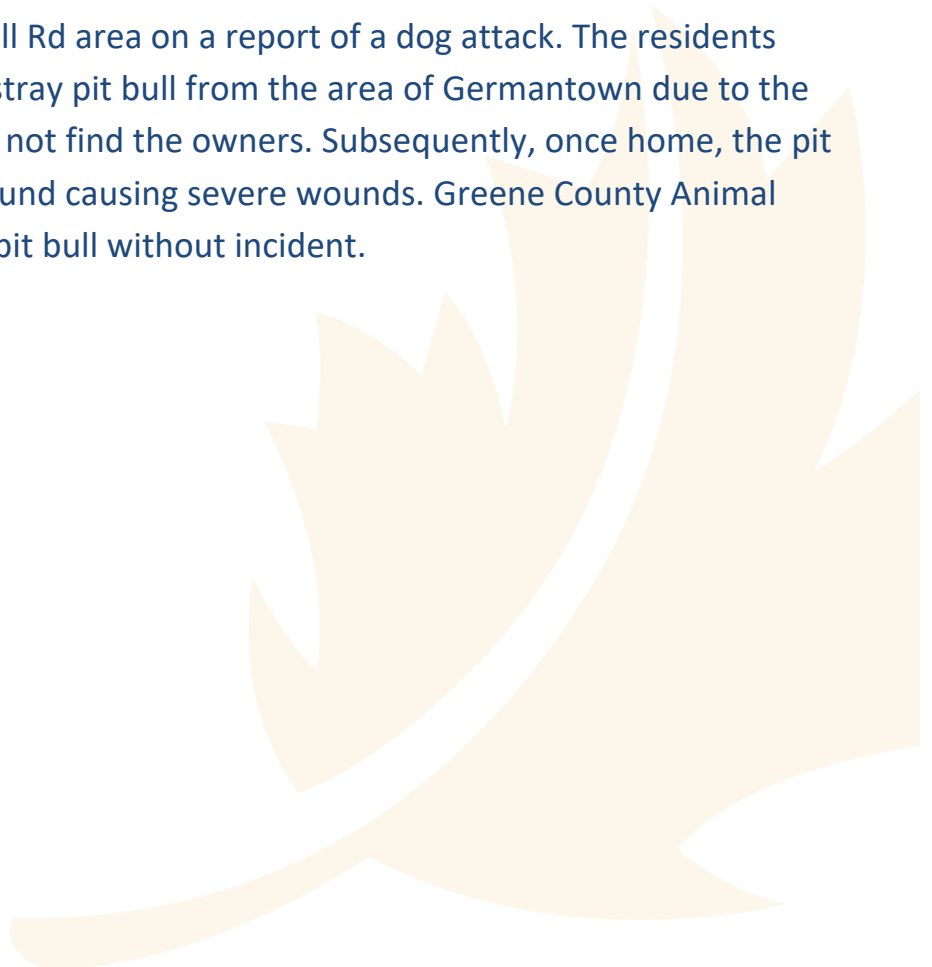 ll Rd area on a report of a dog attack. The residents
stray pit bull from the area of Germantown due to the
not find the owners. Subsequently, once home, the pit
und causing severe wounds. Greene County Animal
pit bull without incident.